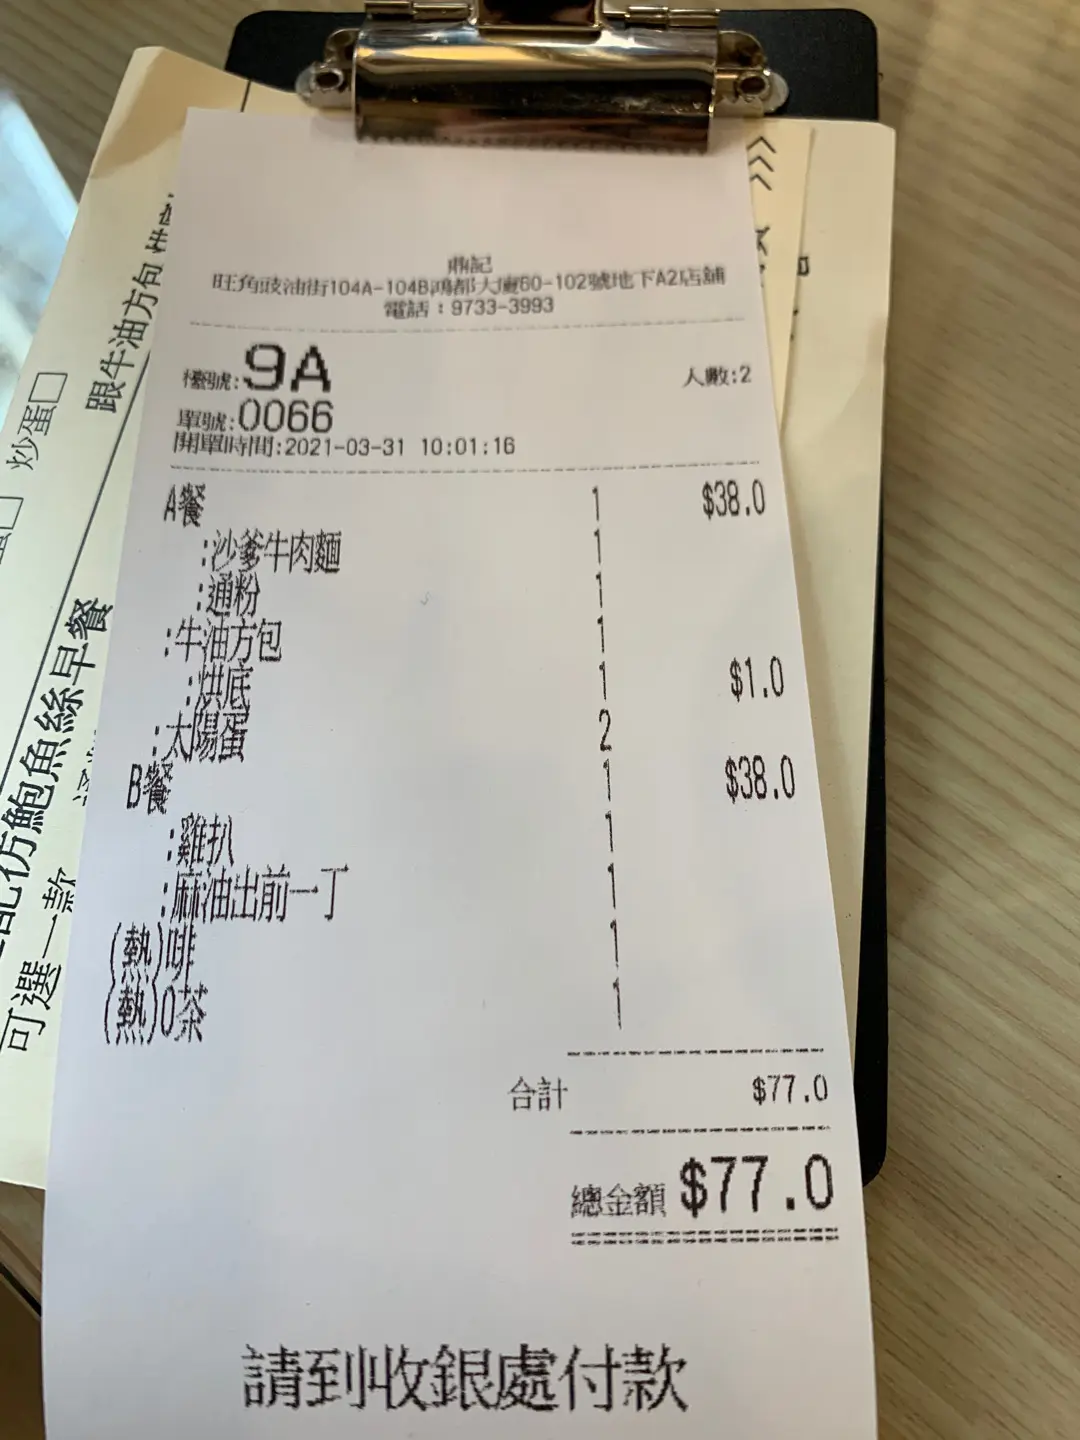 鼎記
旺角豉油街104A-104B鴻都大廈60-102號地下A2店舖
電話：9733-3993
檯號:9A
人數:2
單號:0066
開單時間:2021-03-31 10:01:16
A餐 1 $38.0
:沙爹牛肉麵 1
:通粉 1
:牛油方包 1
:烘底 1 $1.0
:太陽蛋 2
B餐 1 $38.0
:雞扒 1
:麻油出前一丁 1
(熱)啡 1
(熱)O茶 1
合計 $77.0
總金額 $77.0
請到收銀處付款
炒蛋□
跟牛油方包
仿鮑魚絲早餐
可選一款